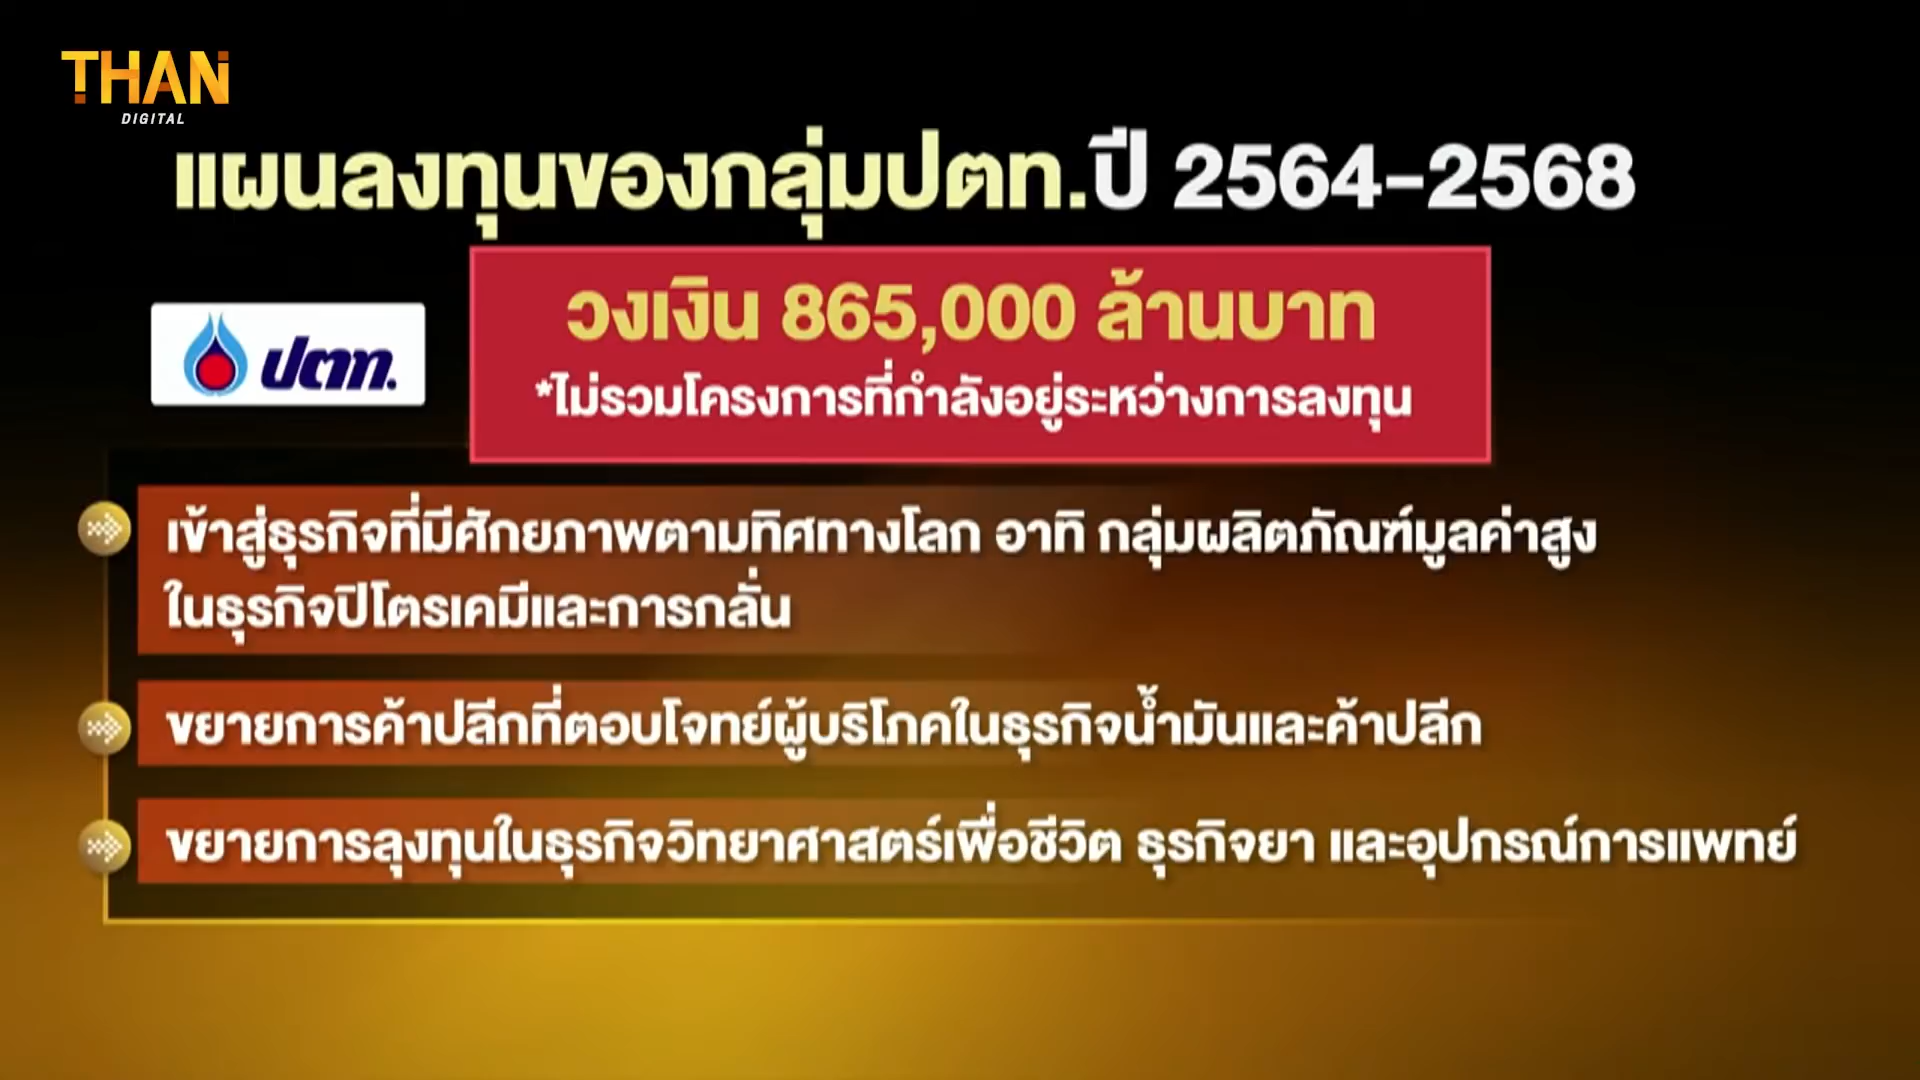 THAN
DIGITAL
แผนลงทุนของกลุ่มปตท.ปี 2564-2568
ปตท.
วงเงิน 865,000 ล้านบาท
*ไม่รวมโครงการที่กำลังอยู่ระหว่างการลงทุน
เข้าสู่ธุรกิจที่มีศักยภาพตามทิศทางโลก อาทิ กลุ่มผลิตภัณฑ์มูลค่าสูง
ในธุรกิจปิโตรเคมีและการกลั่น
ขยายการค้าปลีกที่ตอบโจทย์ผู้บริโภคในธุรกิจน้ำมันและค้าปลีก
ขยายการลุงทุนในธุรกิจวิทยาศาสตร์เพื่อชีวิต ธุรกิจยา และอุปกรณ์การแพทย์